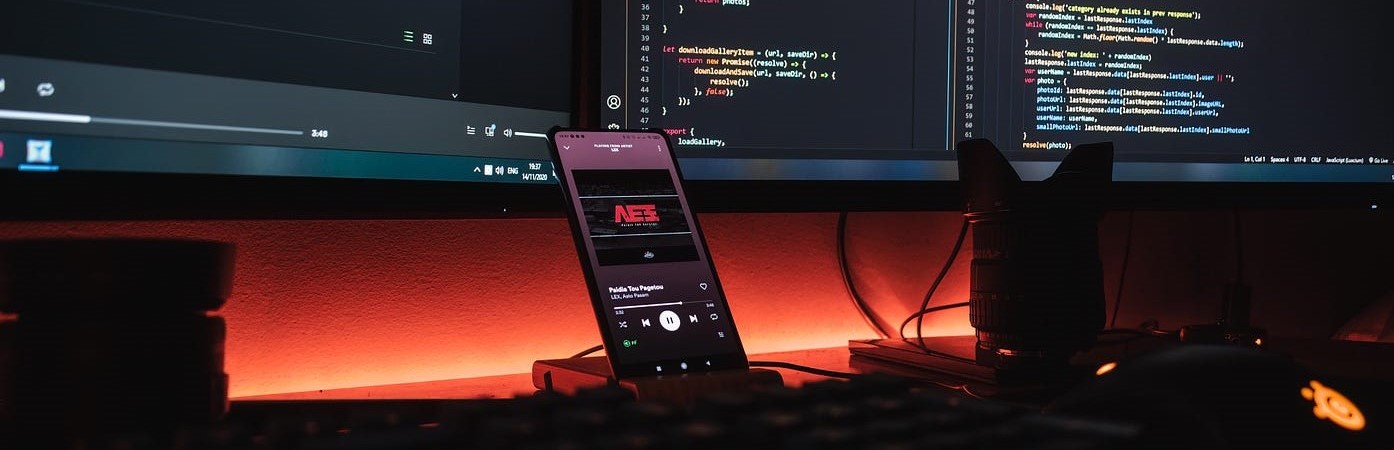 3:48
ENG
19:37
14/11/2020
36
37
38
39
40
41
42
43
44
45
46
47
return photos;
}
}
let downloadGalleryItem = (url, saveDir) => {
return new Promise((resolve) => {
downloadAndSave(url, saveDir, () => {
resolve();
}, false);
});
}
export {
loadGallery,
47
48
49
50
51
52
53
54
55
56
57
58
59
60
61
console.log('category already exists in prev response');
var randomIndex = lastResponse.lastIndex
while (randomIndex == lastResponse.lastIndex) {
randomIndex = Math.floor(Math.random() * lastResponse.data.length);
}
console.log('new index: ' + randomIndex)
lastResponse.lastIndex = randomIndex;
var userName = lastResponse.data[lastResponse.lastIndex].user || '';
var photo = {
photoId: lastResponse.data[lastResponse.lastIndex].id,
photoUrl: lastResponse.data[lastResponse.lastIndex].imageURL,
userUrl: lastResponse.data[lastResponse.lastIndex].userUrl,
userName: userName,
smallPhotoUrl: lastResponse.data[lastResponse.lastIndex].smallPhotoUrl
}
resolve(photo);
Ln 1, Col 1 Spaces: 4 UTF-8 CRLF JavaScript Go Live
PLAYING FROM ARTIST
LEX
Paidia Tou Pagetou
LEX, Asto Pasam
2:52 3:48